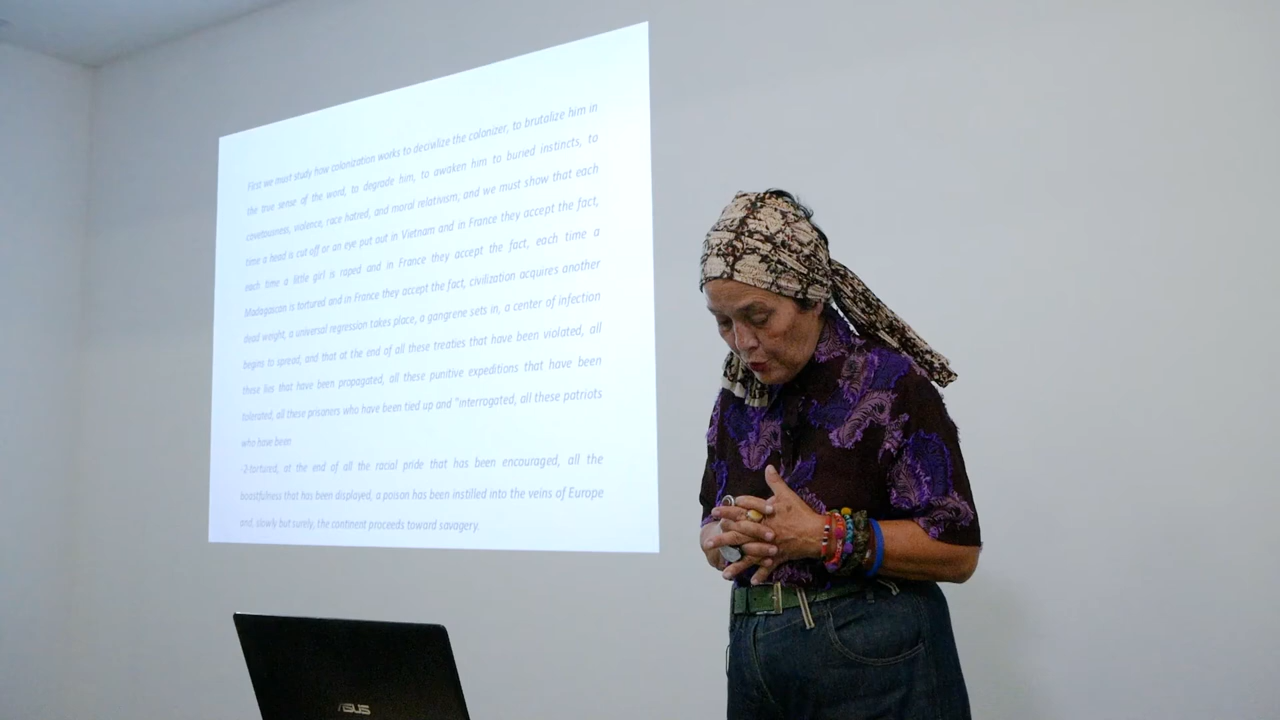 First we must study how colonization works to decivilize the colonizer, to brutalize him in
the true sense of the word, to degrade him, to awaken him to buried instincts, to
covetousness, violence, race hatred, and moral relativism, and we must show that each
time a head is cut off or an eye put out in Vietnam and in France they accept the fact,
each time a little girl is raped and in France they accept the fact, each time a
Madagascan is tortured and in France they accept the fact, civilization acquires another
dead weight, a universal regression takes place, a gangrene sets in, a center of infection
begins to spread, and that at the end of all these treaties that have been violated, all
those lies that have been propagated, all these punitive expeditions that have been
tolerated, all these prisoners who have been tied up and "interrogated, all these patriots
who have been
-2-tortured, at the end of all the racial pride that has been encouraged, all the
boastfulness that has been displayed, a poison has been instilled into the veins of Europe
and, slowly but surely, the continent proceeds toward savagery.
ASUS